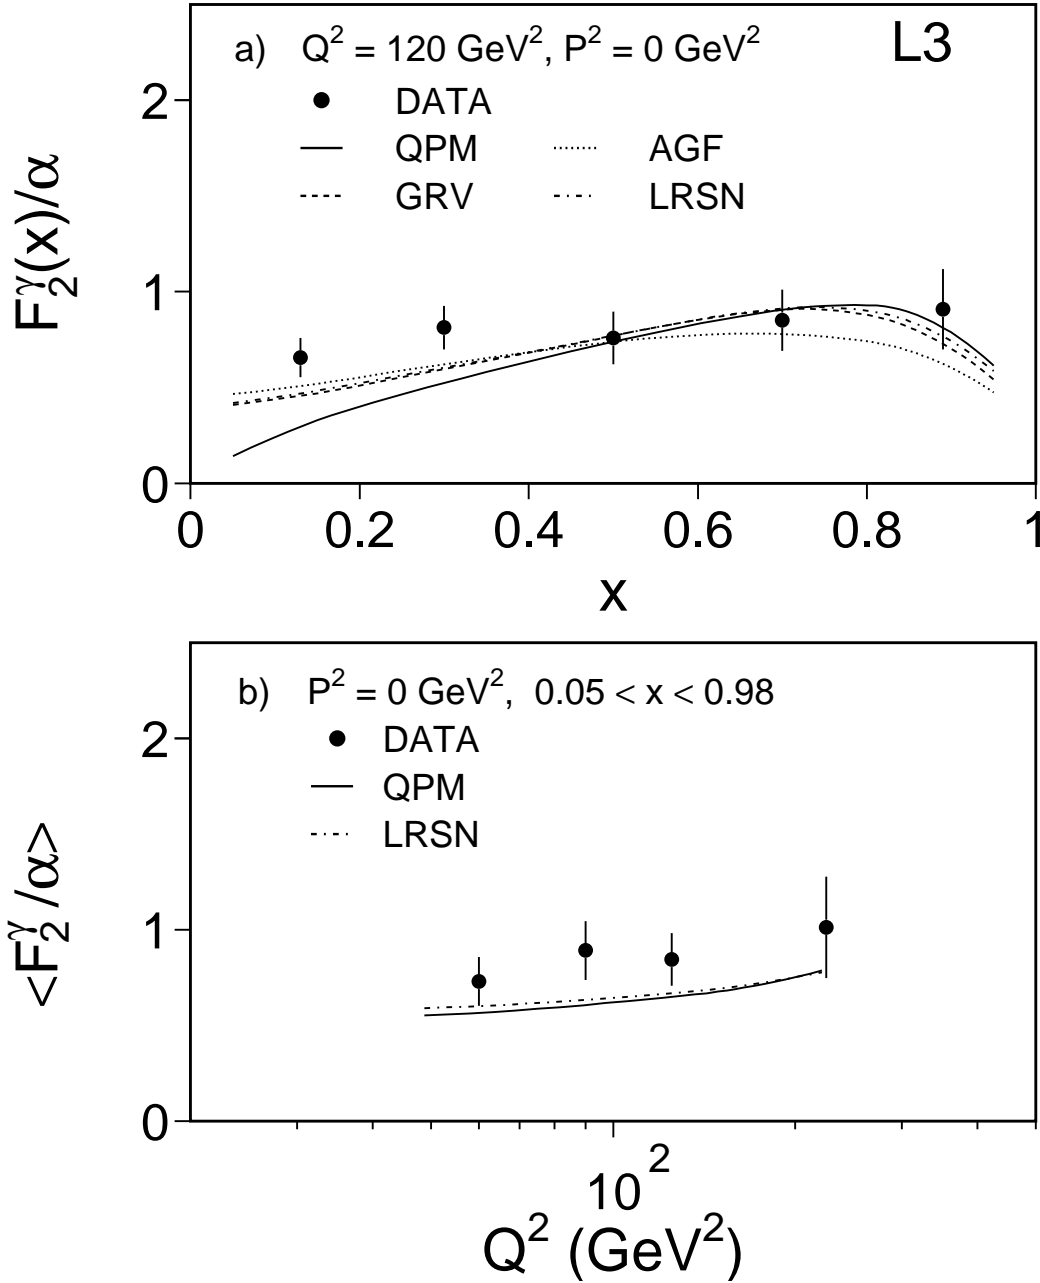 a) Q² = 120 GeV², P² = 0 GeV² L3
DATA
QPM AGF
GRV LRSN
F₂ᵞ(x)/α
2
1
0
0 0.2 0.4 0.6 0.8 1
x
b) P² = 0 GeV², 0.05 < x < 0.98
DATA
QPM
LRSN
<F₂ᵞ/α>
2
1
0
10²
Q² (GeV²)